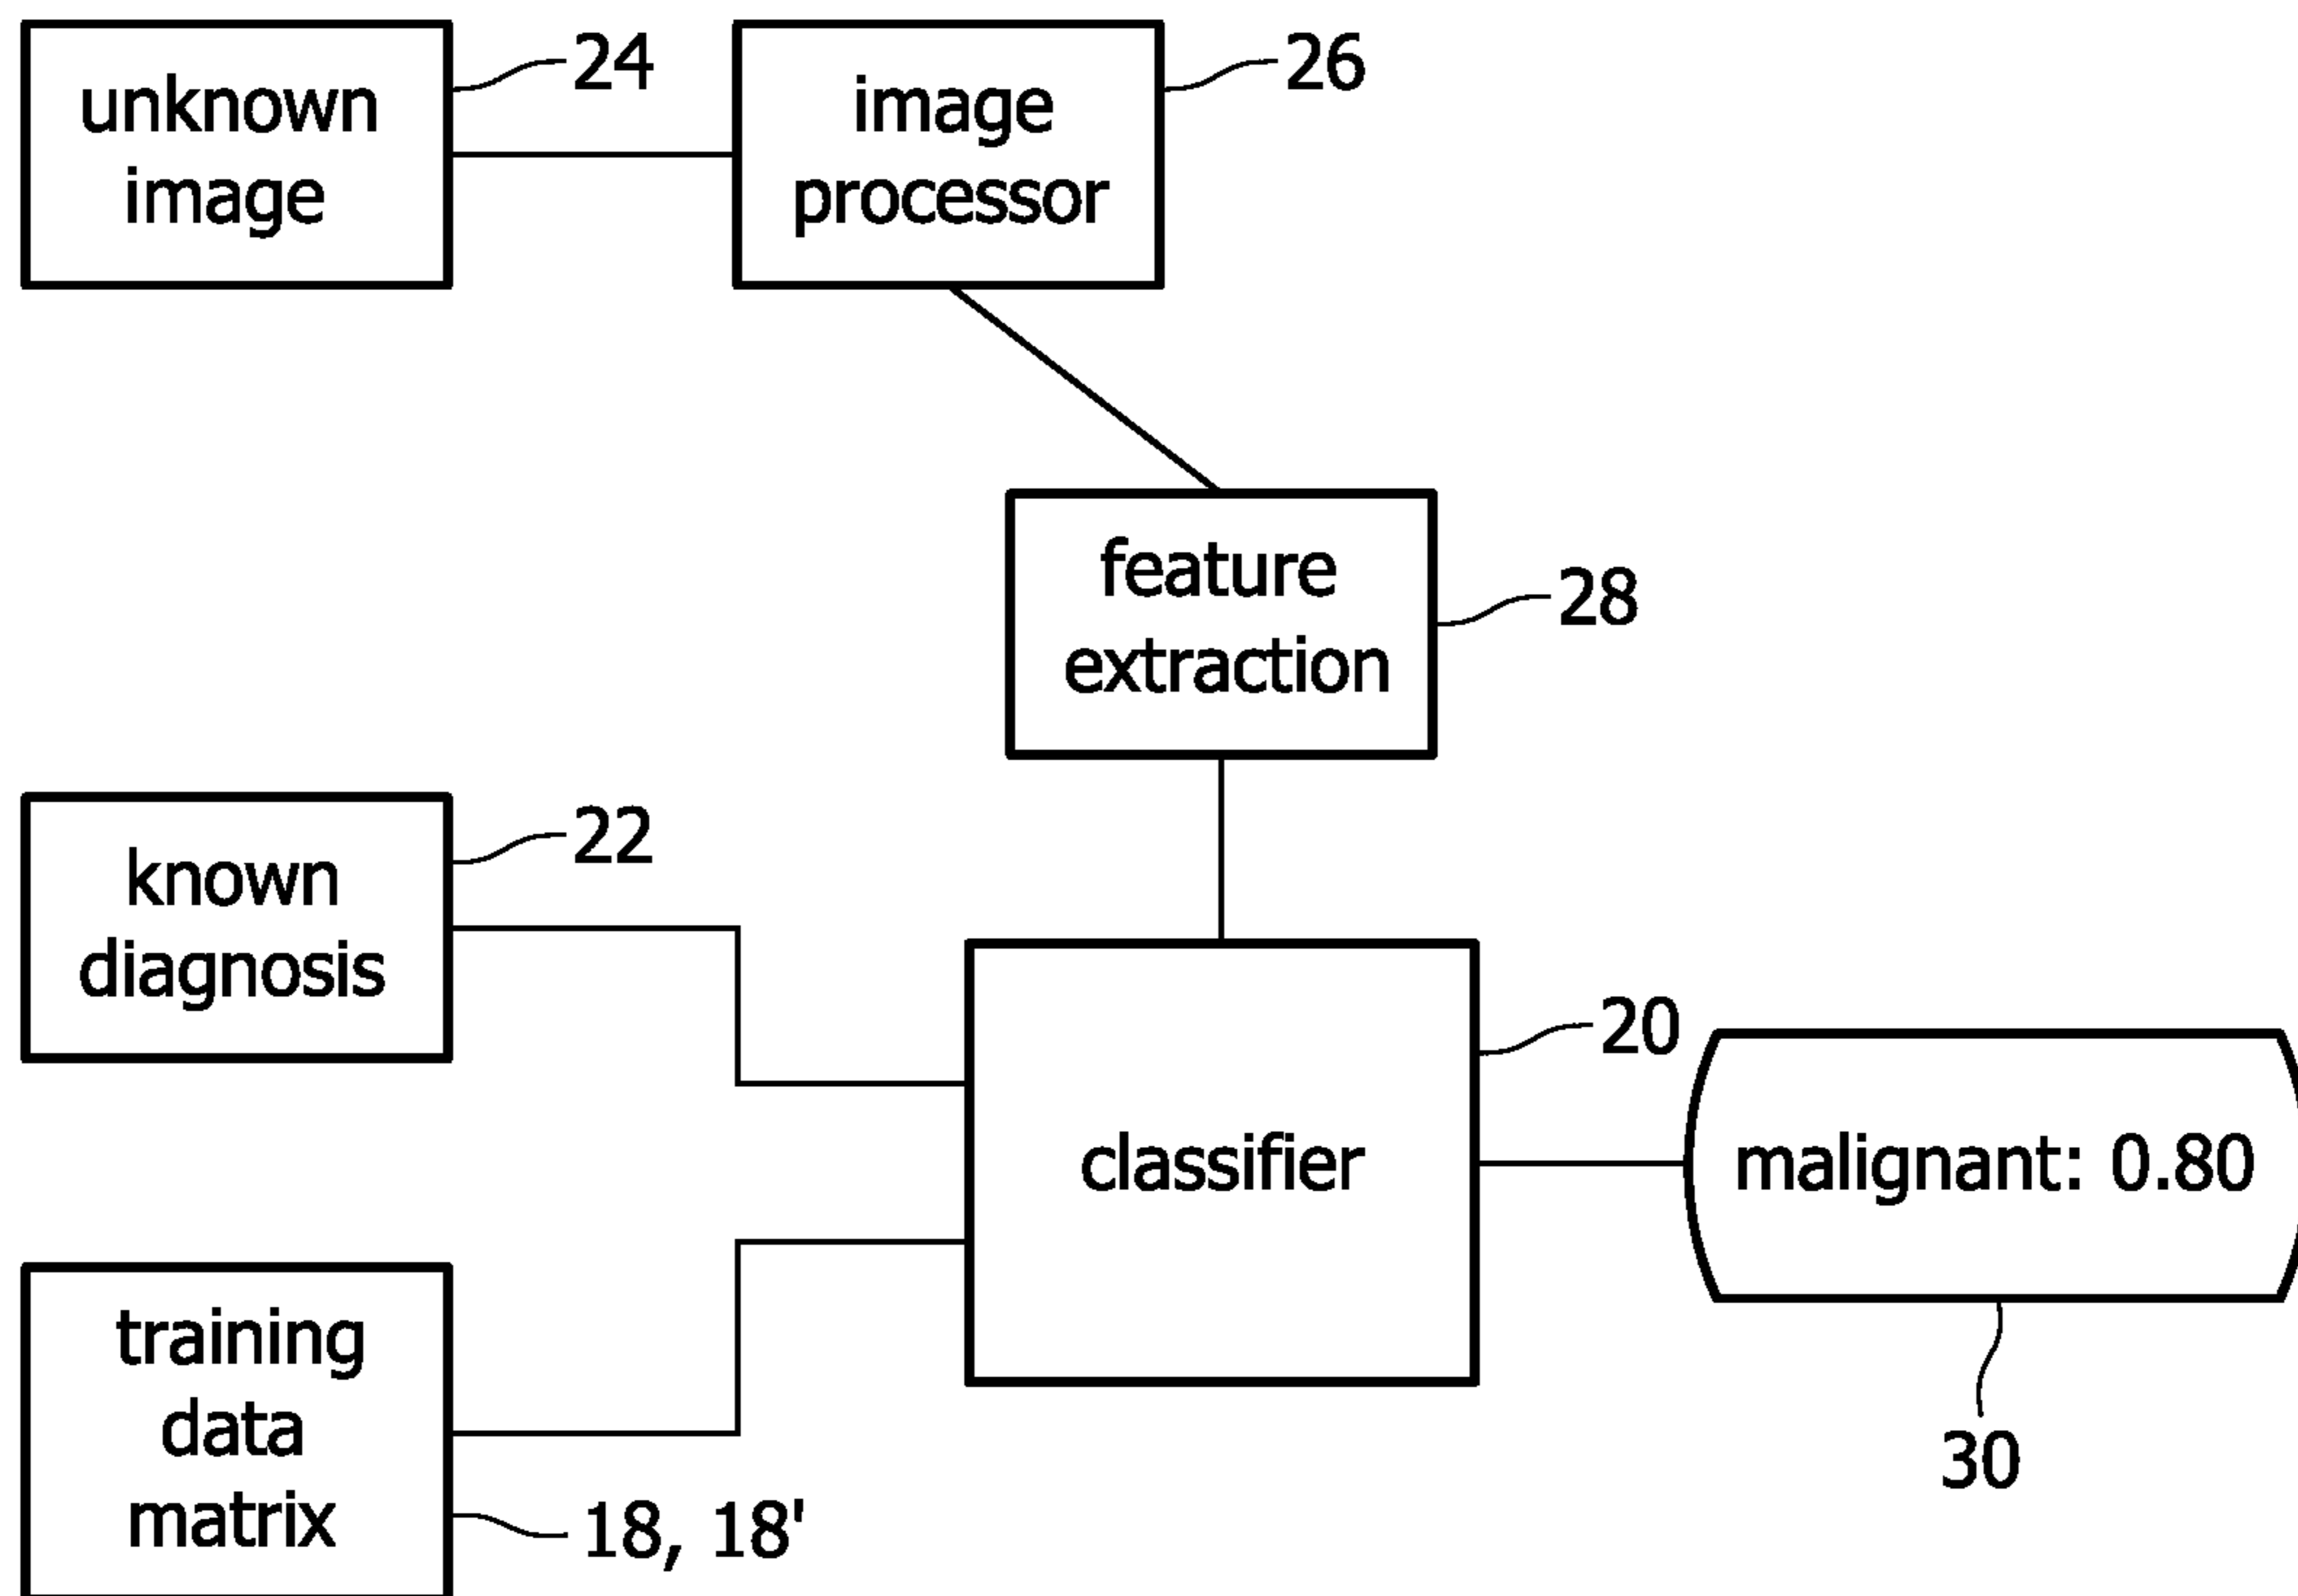 unknown
image
24
image
processor
26
feature
extraction
28
known
diagnosis
22
classifier
20
malignant: 0.80
30
training
data
matrix
18, 18'